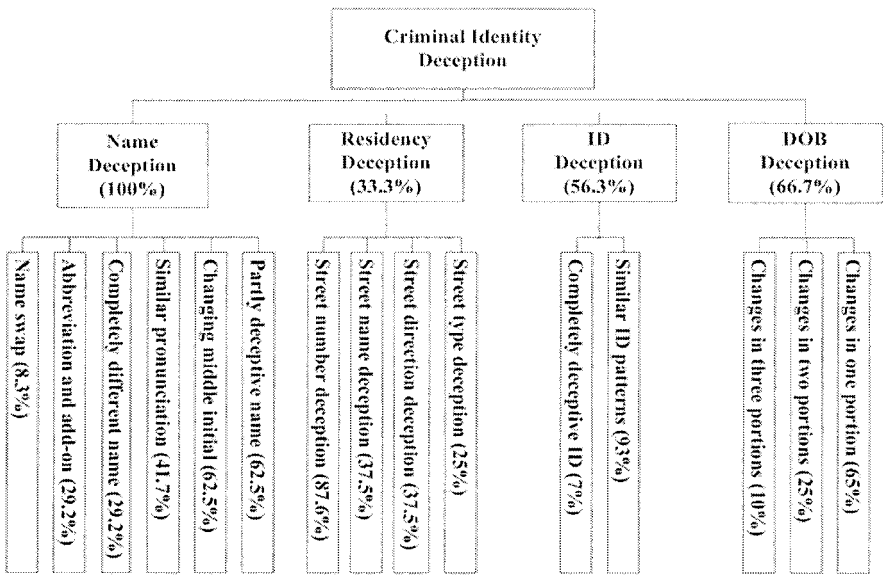 Criminal Identity
Deception
Name
Deception
(100%)
Residency
Deception
(33.3%)
ID
Deception
(56.3%)
DOB
Deception
(66.7%)
Name swap (8.3%)
Abbreviation and add-on (29.2%)
Completely different name (29.2%)
Similar pronunciation (41.7%)
Changing middle initial (62.5%)
Partly deceptive name (62.5%)
Street number deception (87.6%)
Street name deception (37.5%)
Street direction deception (37.5%)
Street type deception (25%)
Completely deceptive ID (7%)
Similar ID patterns (93%)
Changes in three portions (10%)
Changes in two portions (25%)
Changes in one portion (65%)